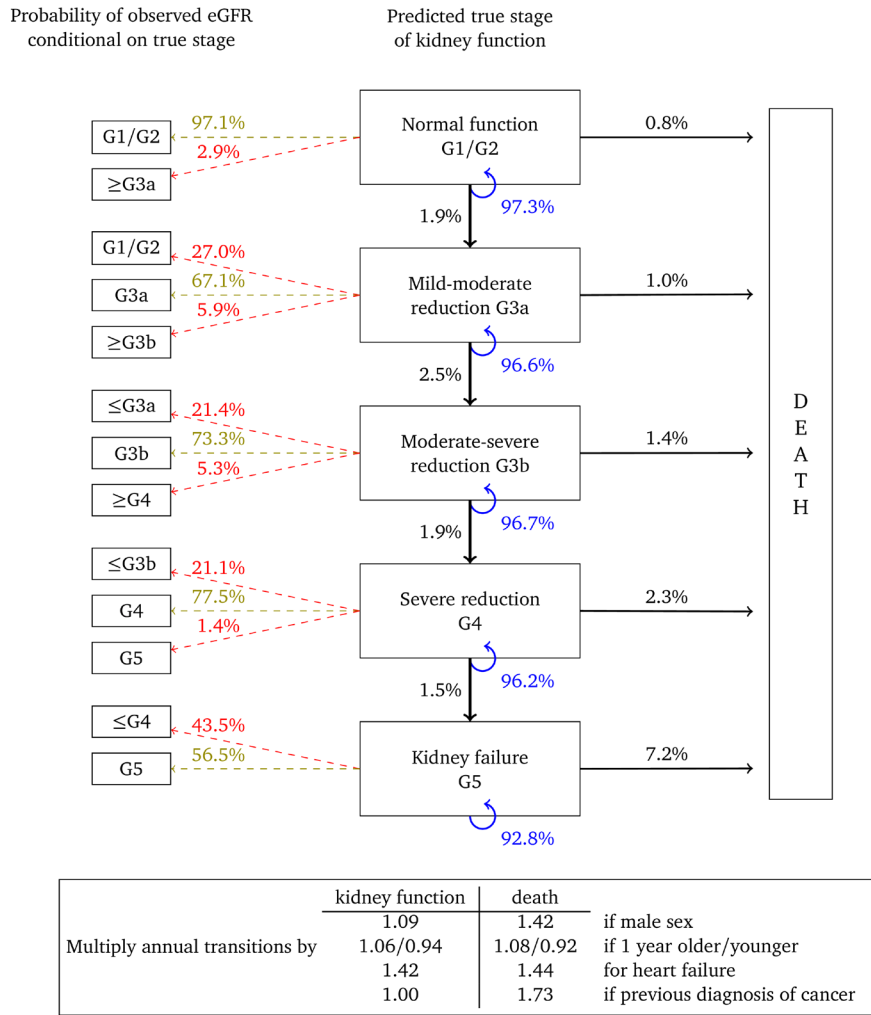 Probability of observed eGFR
conditional on true stage
Predicted true stage
of kidney function
G1/G2
97.1%
2.9%
≥G3a
Normal function
G1/G2
0.8%
97.3%
1.9%
G1/G2
27.0%
G3a
67.1%
5.9%
≥G3b
Mild-moderate
reduction G3a
1.0%
96.6%
2.5%
≤G3a
21.4%
G3b
73.3%
5.3%
≥G4
Moderate-severe
reduction G3b
1.4%
96.7%
1.9%
≤G3b
21.1%
G4
77.5%
1.4%
G5
Severe reduction
G4
2.3%
96.2%
1.5%
≤G4
43.5%
G5
56.5%
Kidney failure
G5
7.2%
92.8%
D
E
A
T
H
kidney function death
1.09 1.42 if male sex
Multiply annual transitions by 1.06/0.94 1.08/0.92 if 1 year older/younger
1.42 1.44 for heart failure
1.00 1.73 if previous diagnosis of cancer